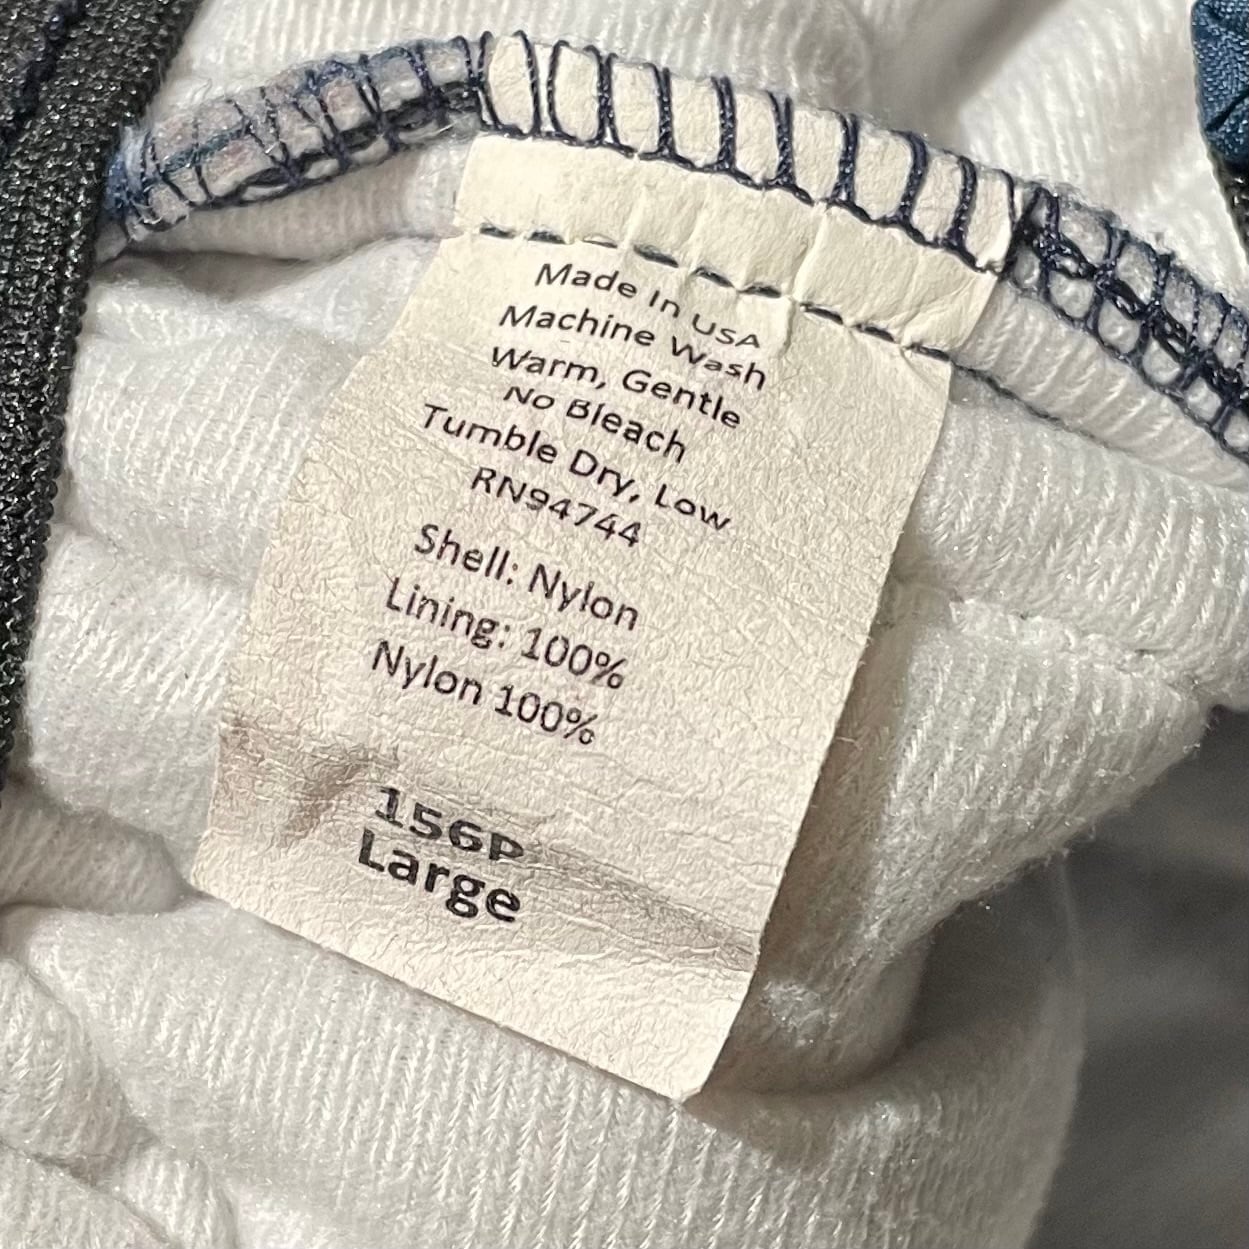 Made In USA
Machine Wash
Warm, Gentle
No Bleach
Tumble Dry, Low
RN94744
Shell: Nylon
Lining: 100%
Nylon 100%
156P
Large